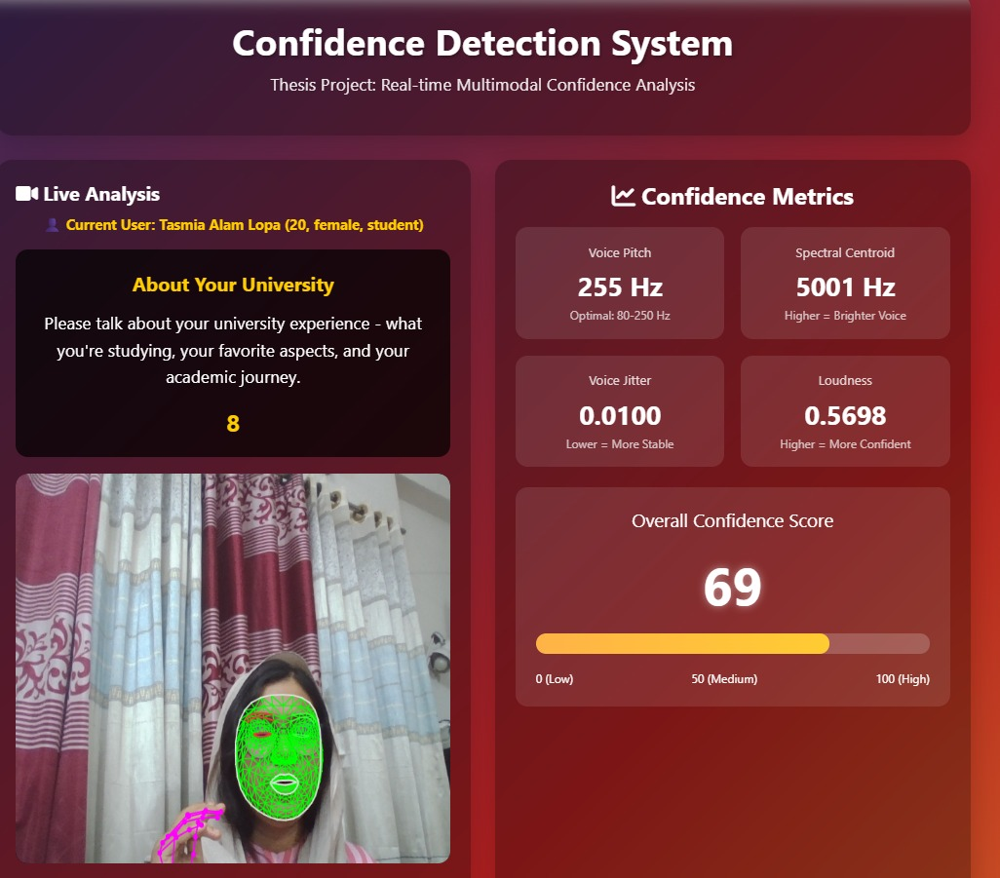 Confidence Detection System
Thesis Project: Real-time Multimodal Confidence Analysis
Live Analysis
Current User: Tasmia Alam Lopa (20, female, student)
About Your University
Please talk about your university experience - what
you're studying, your favorite aspects, and your
academic journey.
8
Confidence Metrics
Voice Pitch
255 Hz
Optimal: 80-250 Hz
Spectral Centroid
5001 Hz
Higher = Brighter Voice
Voice Jitter
0.0100
Lower = More Stable
Loudness
0.5698
Higher = More Confident
Overall Confidence Score
69
0 (Low)
50 (Medium)
100 (High)